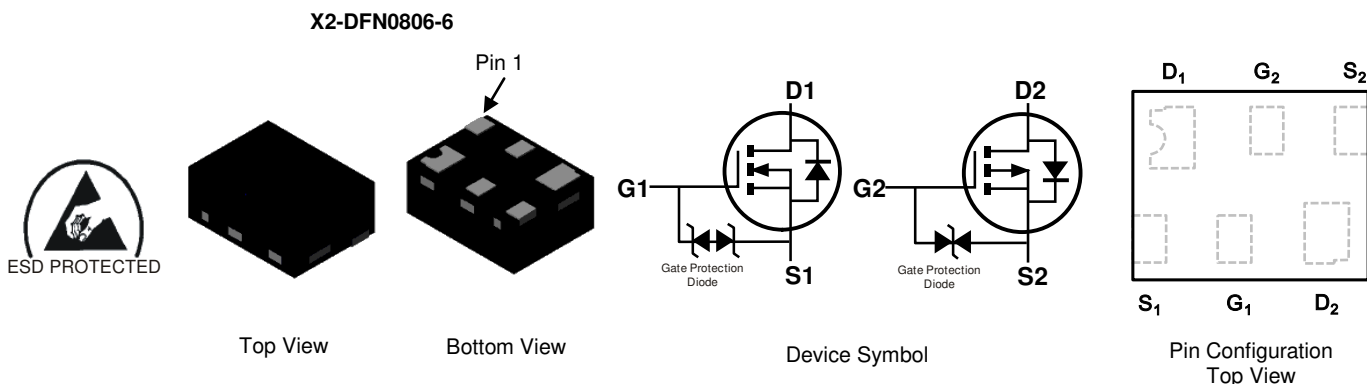 X2-DFN0806-6
Pin 1
ESD PROTECTED
Top View
Bottom View
D1
G1
S1
Gate Protection
Diode
D2
G2
S2
Gate Protection
Diode
Device Symbol
D₁ G₂ S₂
S₁ G₁ D₂
Pin Configuration
Top View